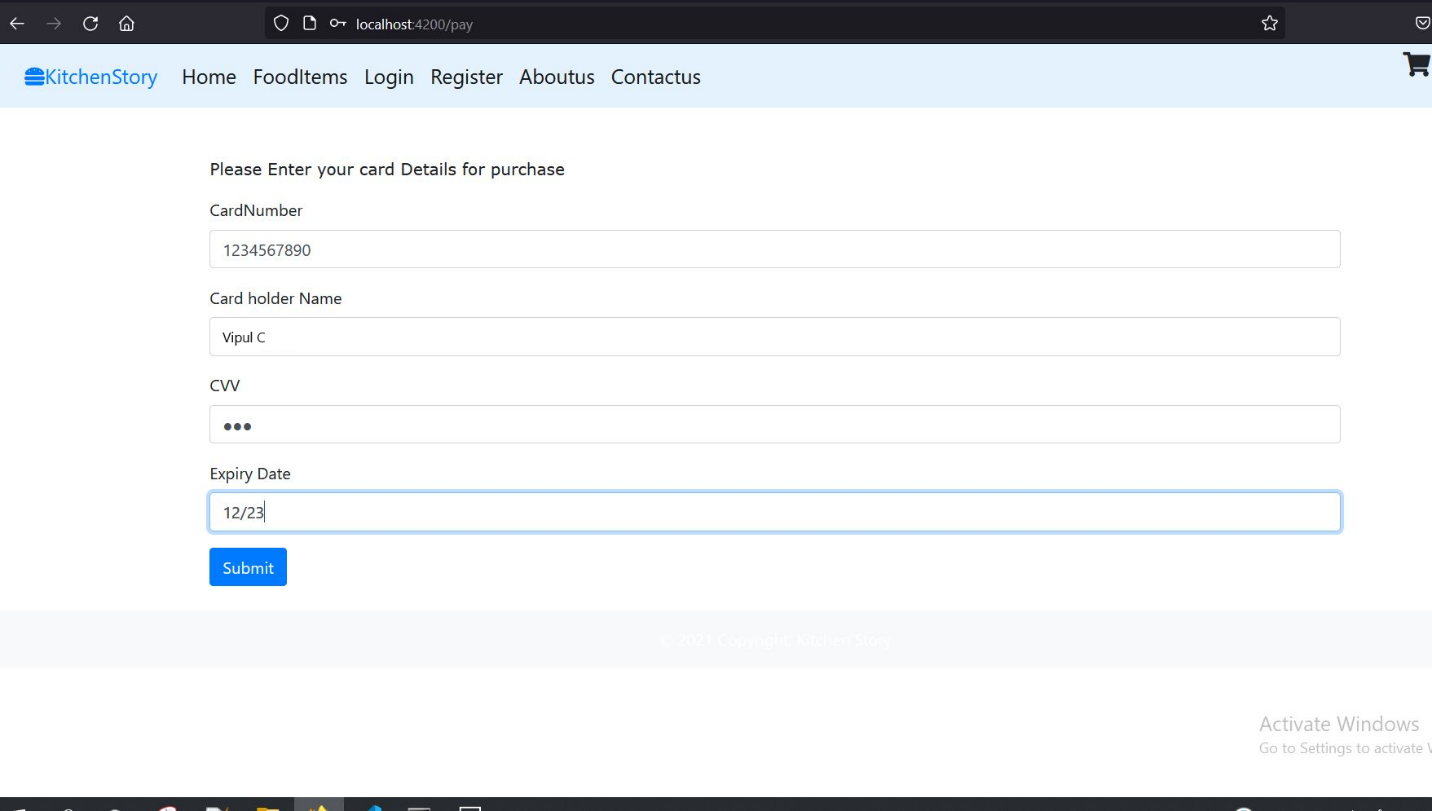 localhost:4200/pay
KitchenStory Home FoodItems Login Register Aboutus Contactus
Please Enter your card Details for purchase
CardNumber
1234567890
Card holder Name
Vipul C
CVV
●●●
Expiry Date
12/23
Submit
© 2021 Copyright: Kitchen Story
Activate Windows
Go to Settings to activate